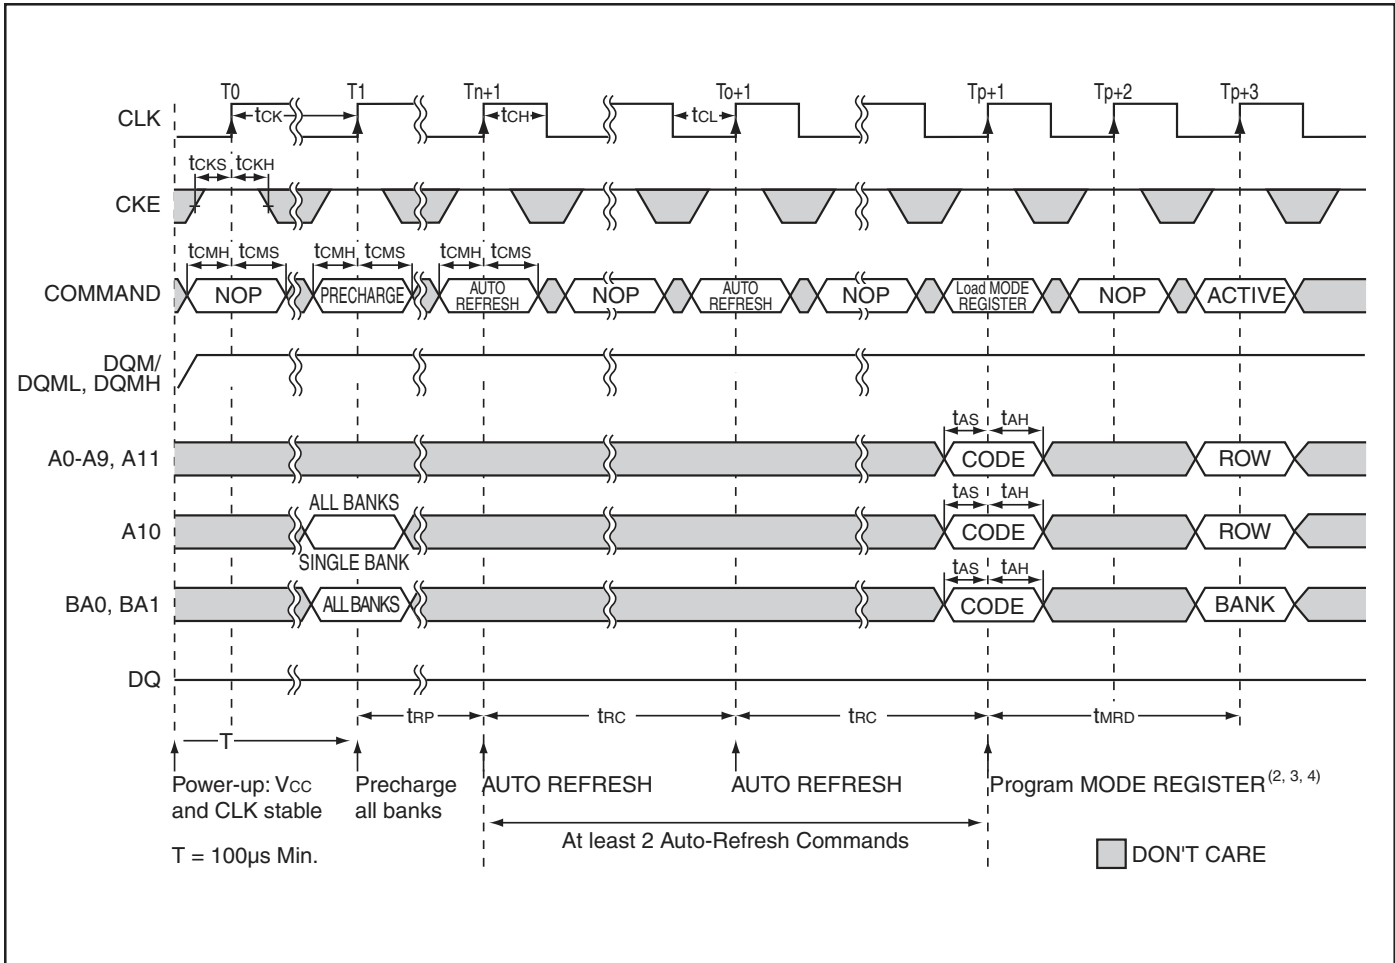 T0 T1 Tn+1 To+1 Tp+1 Tp+2 Tp+3
CLK tCK tCH tCL
tCKS tCKH
CKE
tCMH tCMS tCMH tCMS tCMH tCMS
COMMAND NOP PRECHARGE AUTO REFRESH NOP AUTO REFRESH NOP Load MODE REGISTER NOP ACTIVE
DQM/
DQML, DQMH
tAS tAH
A0-A9, A11 CODE ROW
ALL BANKS tAS tAH
A10 CODE ROW
SINGLE BANK tAS tAH
BA0, BA1 ALL BANKS CODE BANK
DQ
tRP tRC tRC tMRD
T
Power-up: VCC Precharge AUTO REFRESH AUTO REFRESH Program MODE REGISTER(2, 3, 4)
and CLK stable all banks
At least 2 Auto-Refresh Commands
T = 100µs Min. DON'T CARE